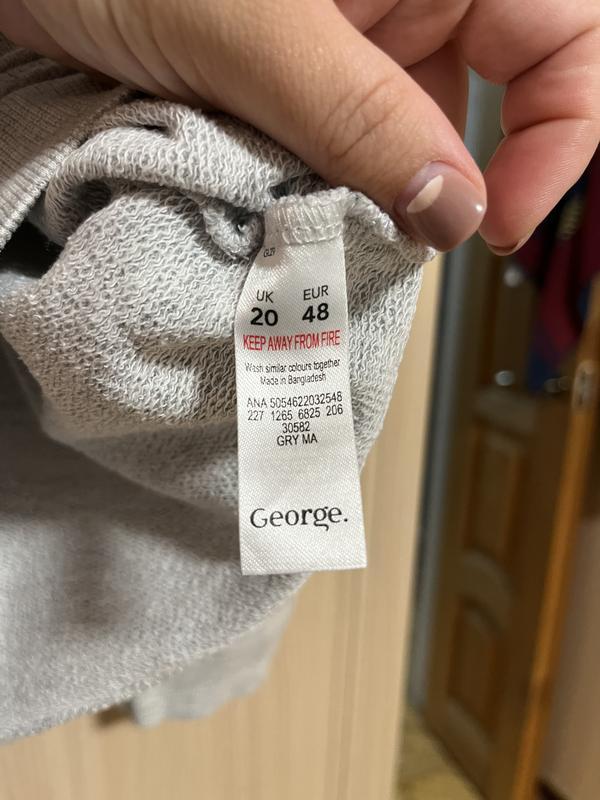 UK EUR
20 48
KEEP AWAY FROM FIRE
Wash similar colours together
Made in Bangladesh
ANA 5054622032548
227 1265 6825 206
30582
GRY MA
George.